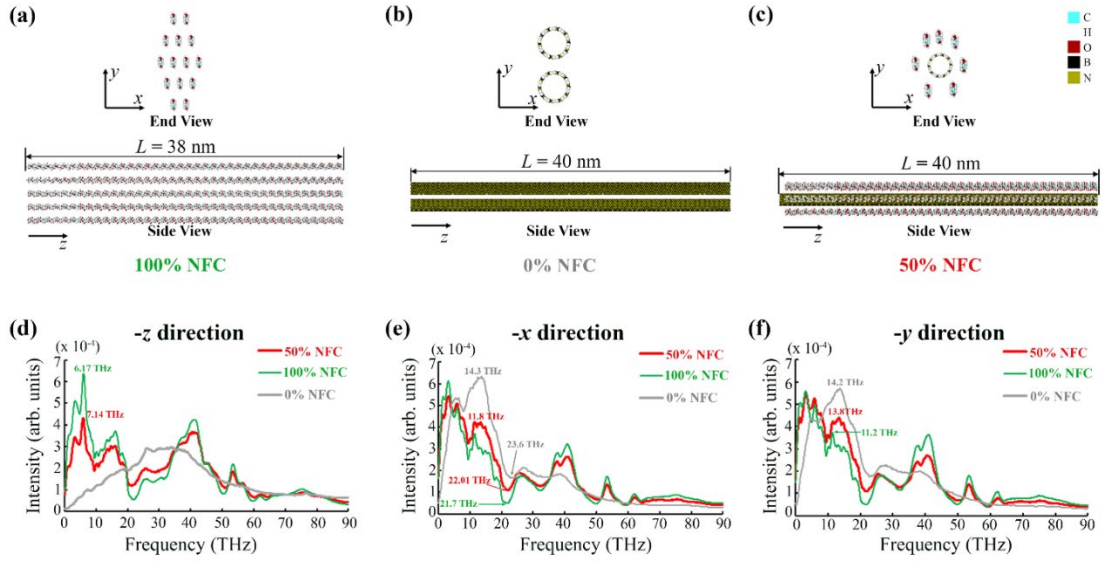 (a)
y
x
End View
L = 38 nm
z
Side View
100% NFC
(b)
y
x
End View
L = 40 nm
z
Side View
0% NFC
(c)
y
x
End View
C
H
O
B
N
L = 40 nm
z
Side View
50% NFC
(d)
-z direction
(x 10⁻⁴)
7
6
5
4
3
2
1
0
Intensity (arb. units)
6.17 THz
7.14 THz
50% NFC
100% NFC
0% NFC
0 10 20 30 40 50 60 70 80 90
Frequency (THz)
(e)
-x direction
(x 10⁻⁴)
7
6
5
4
3
2
1
0
Intensity (arb. units)
14.3 THz
11.8 THz
23.6 THz
22.01 THz
21.7 THz
50% NFC
100% NFC
0% NFC
0 10 20 30 40 50 60 70 80 90
Frequency (THz)
(f)
-y direction
(x 10⁻⁴)
7
6
5
4
3
2
1
0
Intensity (arb. units)
14.2 THz
13.8THz
11.2 THz
50% NFC
100% NFC
0% NFC
0 10 20 30 40 50 60 70 80 90
Frequency (THz)